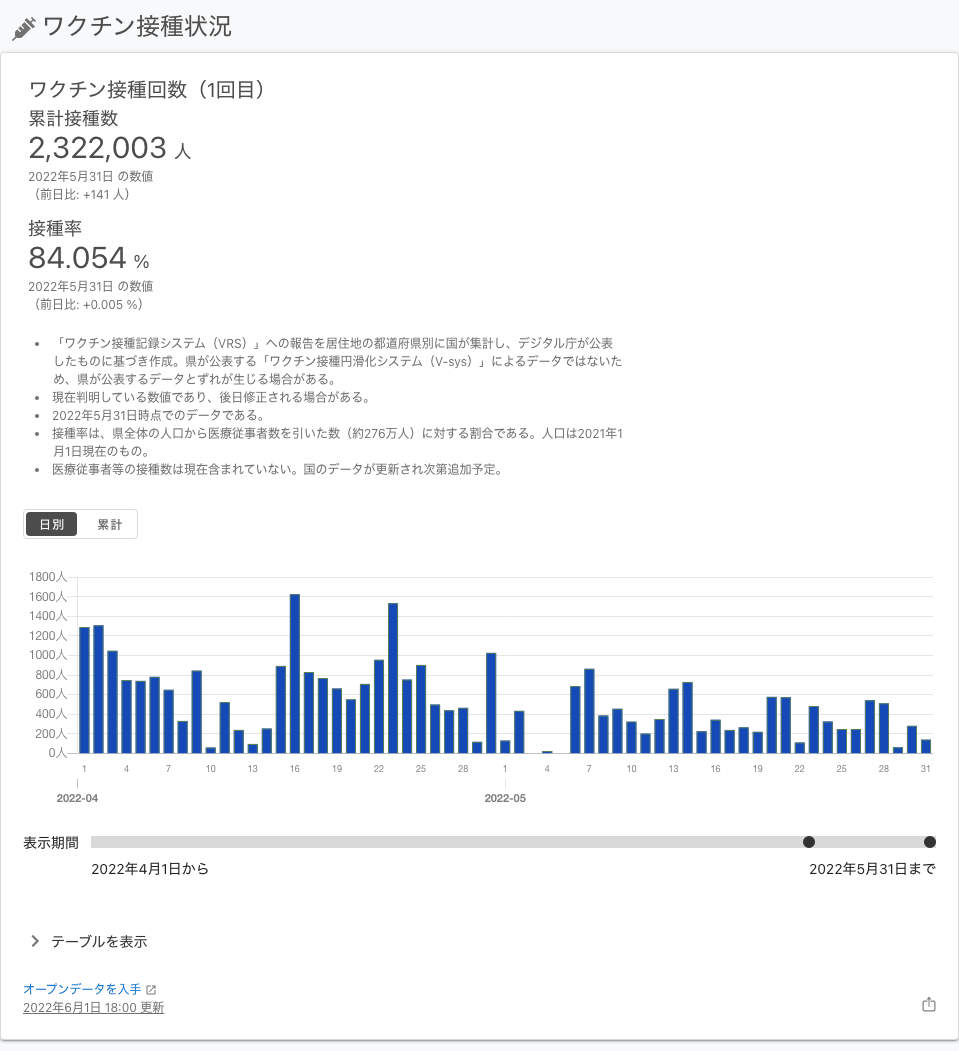 ワクチン接種状況
ワクチン接種回数（1回目）
累計接種数
2,322,003 人
2022年5月31日 の数値
（前日比: +141 人）
接種率
84.054 %
2022年5月31日 の数値
（前日比: +0.005 %）
• 「ワクチン接種記録システム（VRS）」への報告を居住地の都道府県別に国が集計し、デジタル庁が公表
したものに基づき作成。県が公表する「ワクチン接種円滑化システム（V-sys）」によるデータではないた
め、県が公表するデータとずれが生じる場合がある。
• 現在判明している数値であり、後日修正される場合がある。
• 2022年5月31日時点でのデータである。
• 接種率は、県全体の人口から医療従事者数を引いた数（約276万人）に対する割合である。人口は2021年1
月1日現在のもの。
• 医療従事者等の接種数は現在含まれていない。国のデータが更新され次第追加予定。
日別 累計
1800人
1600人
1400人
1200人
1000人
800人
600人
400人
200人
0人
1 4 7 10 13 16 19 22 25 28 1 4 7 10 13 16 19 22 25 28 31
2022-04 2022-05
表示期間
2022年4月1日から 2022年5月31日まで
テーブルを表示
オープンデータを入手
2022年6月1日 18:00 更新